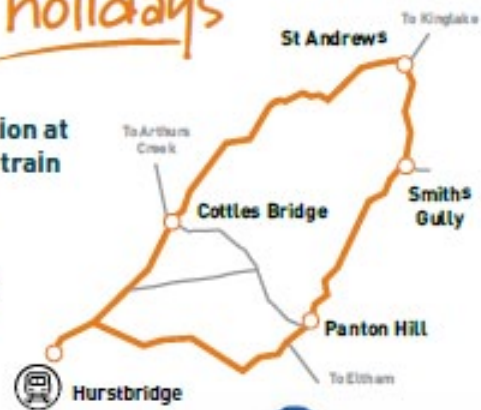 holidays
To Kinglake
St Andrews
ion at
train
To Arthurs
Creek
Cottles Bridge
Smiths
Gully
Panton Hill
To Eltham
Hurstbridge